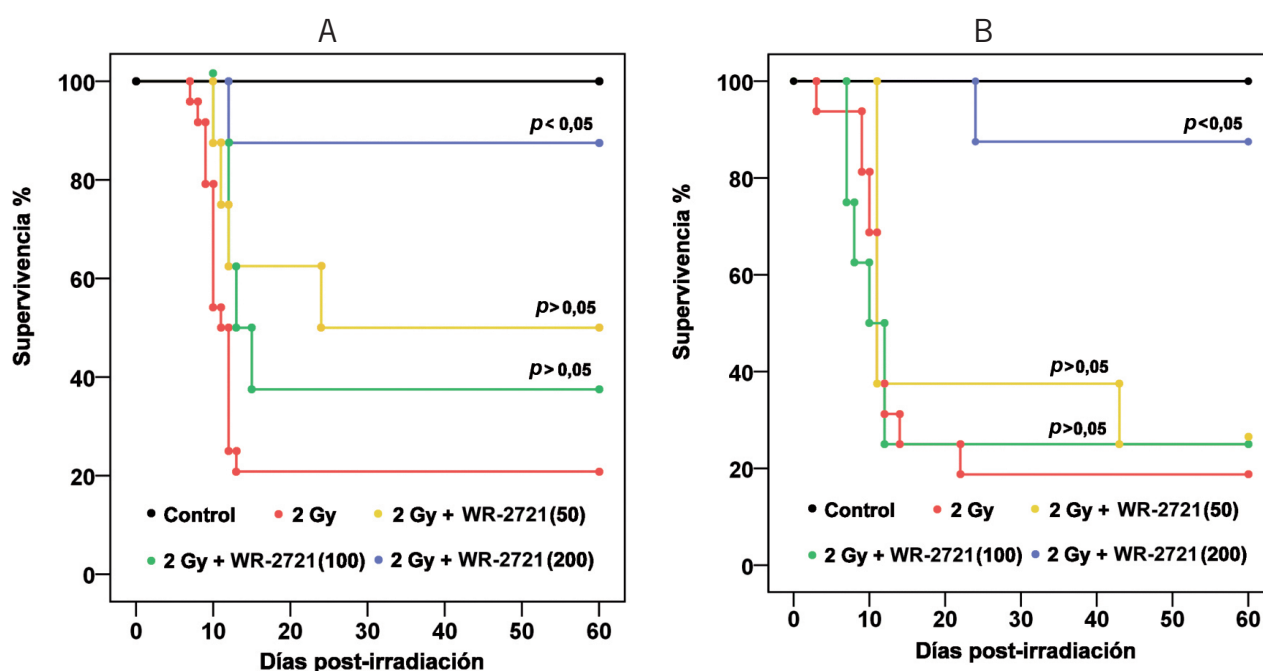 A
Supervivencia %
100
80
60
40
20
0
p< 0,05
p> 0,05
p> 0,05
Control
2 Gy
2 Gy + WR-2721(50)
2 Gy + WR-2721(100)
2 Gy + WR-2721(200)
0 10 20 30 40 50 60
Días post-irradiación
B
Supervivencia %
100
80
60
40
20
0
p<0,05
p>0,05
p>0,05
Control
2 Gy
2 Gy + WR-2721(50)
2 Gy + WR-2721(100)
2 Gy + WR-2721(200)
0 10 20 30 40 50 60
Días post-irradiación